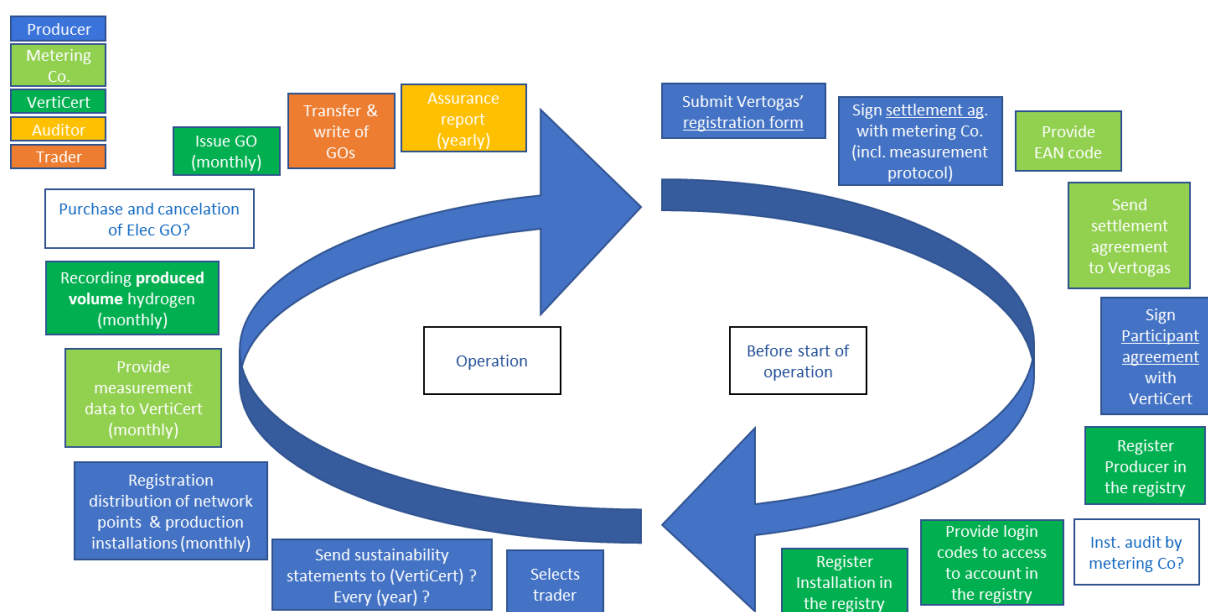 Producer
Metering
Co.
VertiCert
Auditor
Trader
Issue GO
(monthly)
Transfer &
write of
GOs
Assurance
report
(yearly)
Submit Vertogas'
registration form
Sign settlement ag.
with metering Co.
(incl. measurement
protocol)
Provide
EAN code
Send
settlement
agreement
to Vertogas
Sign
Participant
agreement
with
VertiCert
Register
Producer in
the registry
Inst. audit by
metering Co?
Provide login
codes to access
to account in
the registry
Register
Installation in
the registry
Before start of
operation
Operation
Selects
trader
Send sustainability
statements to (VertiCert) ?
Every (year) ?
Registration
distribution of network
points & production
installations (monthly)
Provide
measurement
data to VertiCert
(monthly)
Recording produced
volume hydrogen
(monthly)
Purchase and cancelation
of Elec GO?